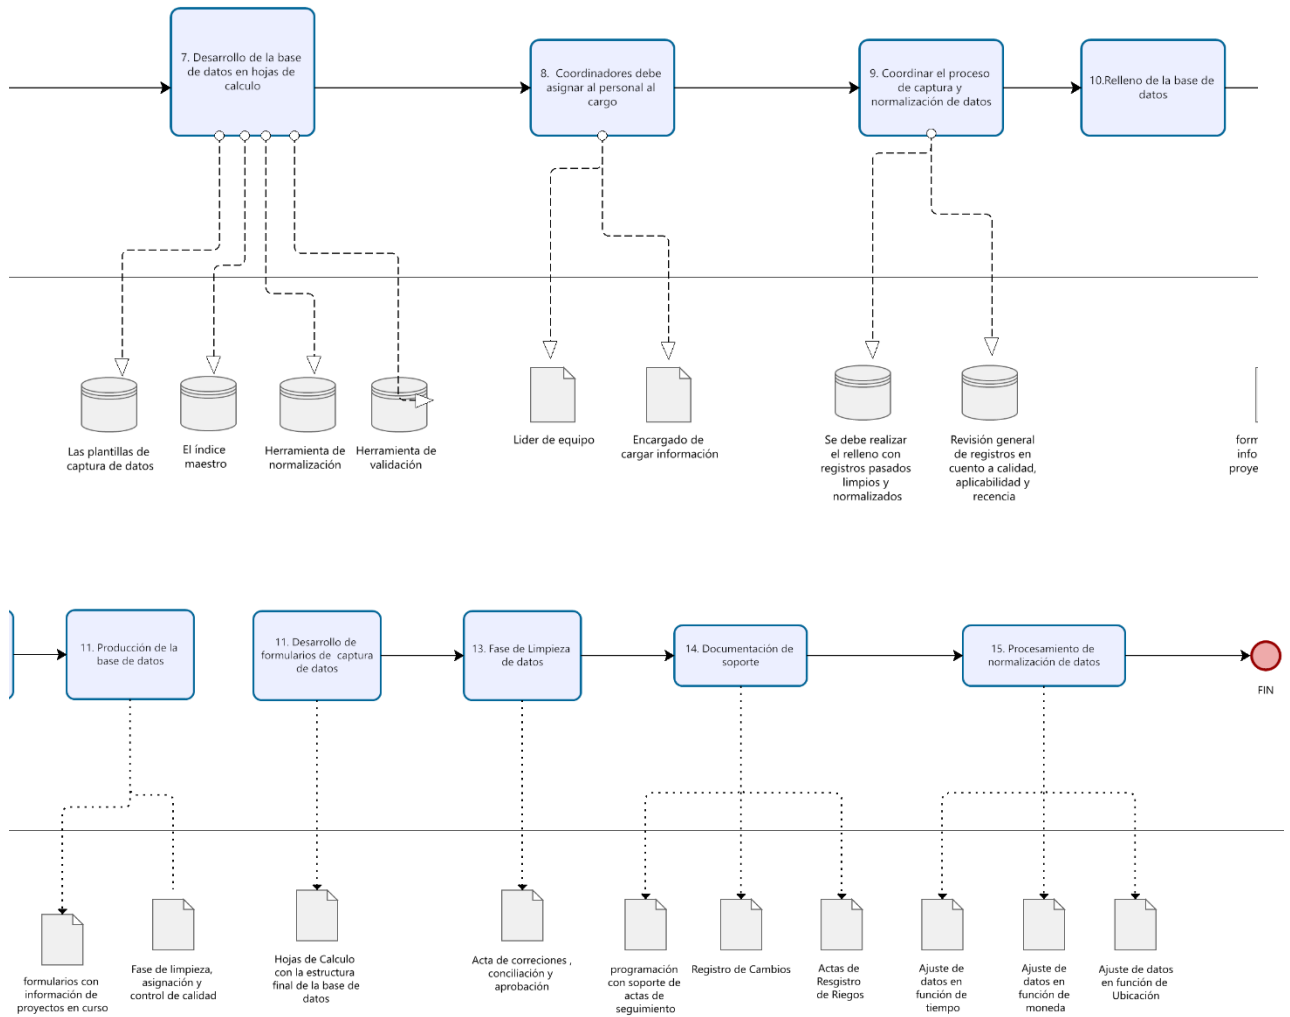 7. Desarrollo de la base
de datos en hojas de
calculo
8. Coordinadores debe
asignar al personal al
cargo
9. Coordinar el proceso
de captura y
normalización de datos
10.Relleno de la base de
datos
Las plantillas de
captura de datos
El índice
maestro
Herramienta de
normalización
Herramienta de
validación
Lider de equipo
Encargado de
cargar información
Se debe realizar
el relleno con
registros pasados
limpios y
normalizados
Revisión general
de registros en
cuento a calidad,
aplicabilidad y
recencia
form
info
proye
11. Producción de la
base de datos
11. Desarrollo de
formularios de captura
de datos
13. Fase de Limpieza
de datos
14. Documentación de
soporte
15. Procesamiento de
normalización de datos
FIN
formularios con
información de
proyectos en curso
Fase de limpieza,
asignación y
control de calidad
Hojas de Calculo
con la estructura
final de la base de
datos
Acta de correciones ,
conciliación y
aprobación
programación
con soporte de
actas de
seguimiento
Registro de Cambios
Actas de
Resgistro
de Riegos
Ajuste de
datos en
función de
tiempo
Ajuste de
datos en
función de
moneda
Ajuste de datos
en función de
Ubicación